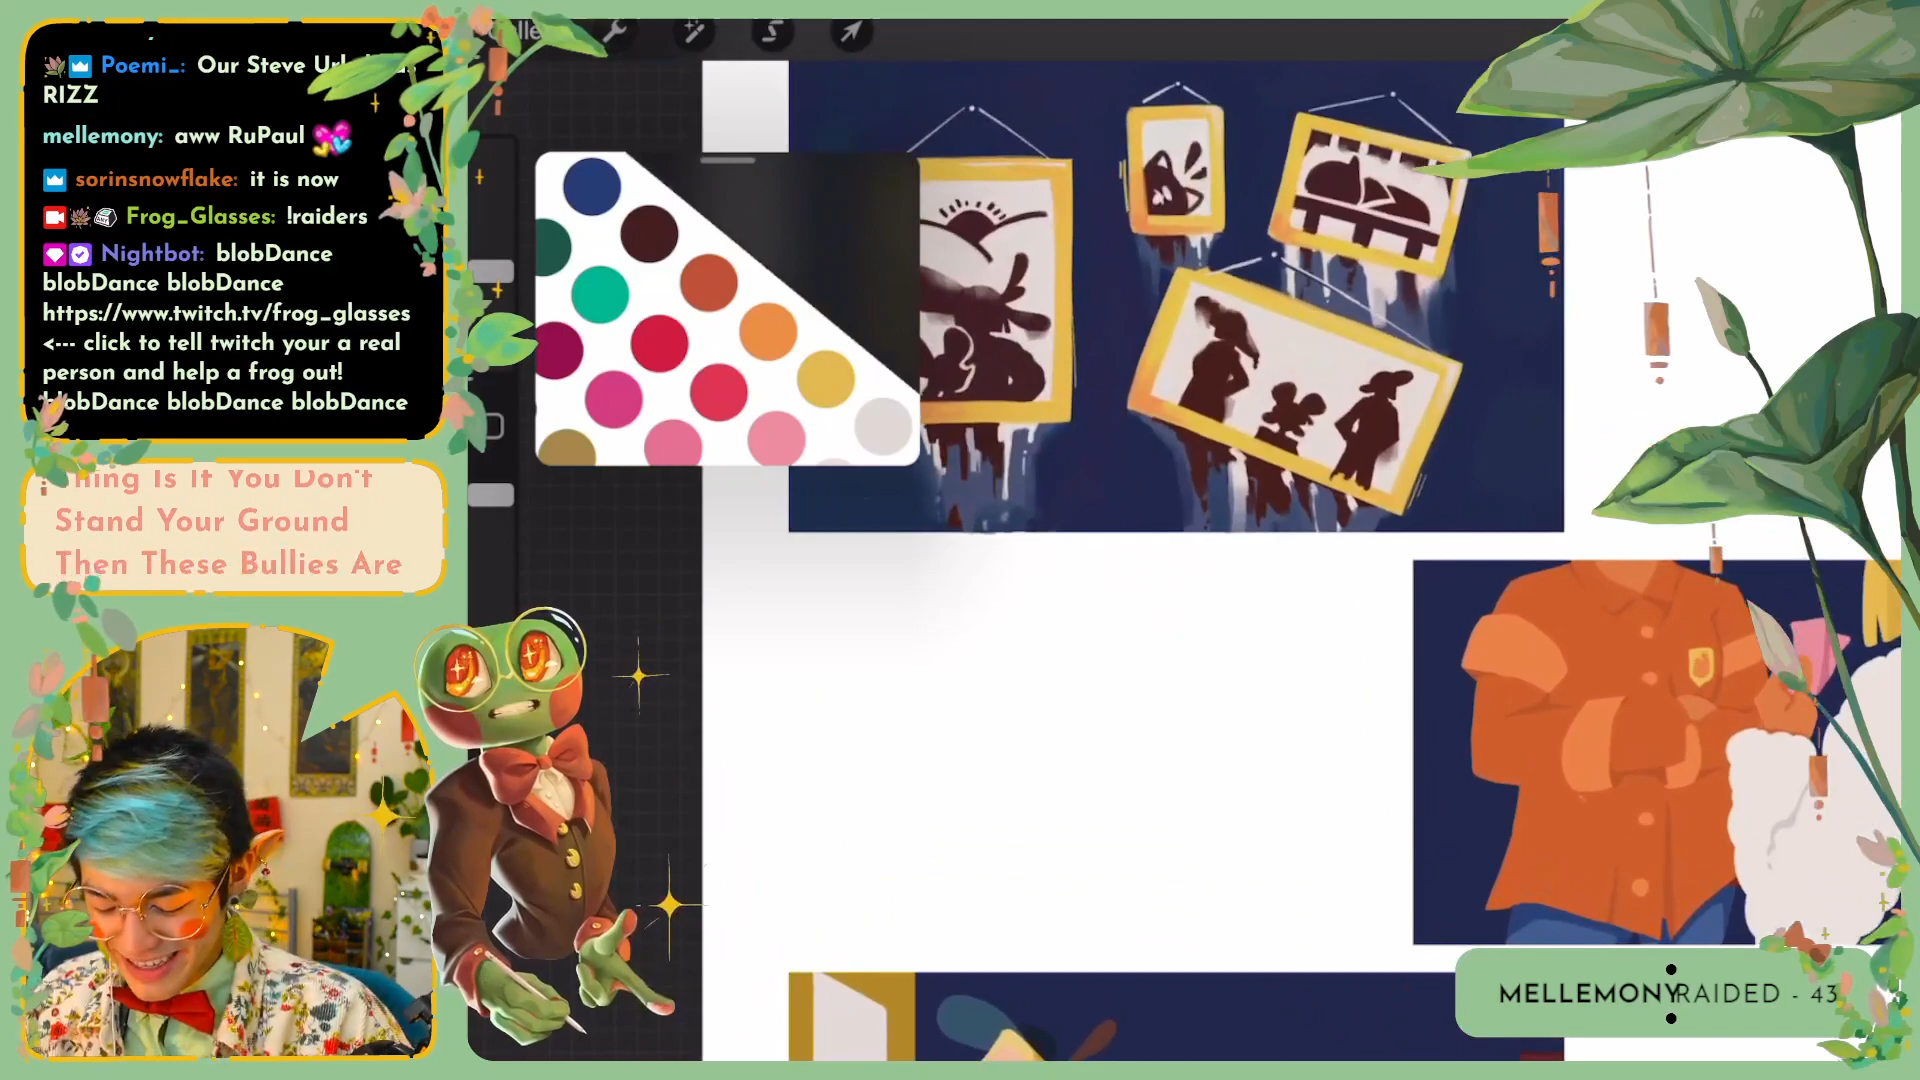 Poemi_: Our Steve
RIZZ
mellemony: aww RuPaul
sorinsnowflake: it is now
Frog_Glasses: !raiders
Nightbot: blobDance
blobDance blobDance
https://www.twitch.tv/frog_glasses
<--- click to tell twitch your a real
person and help a frog out!
blobDance blobDance blobDance
Thing Is If You Don't
Stand Your Ground
Then These Bullies Are
MELLEMONY RAIDED - 43